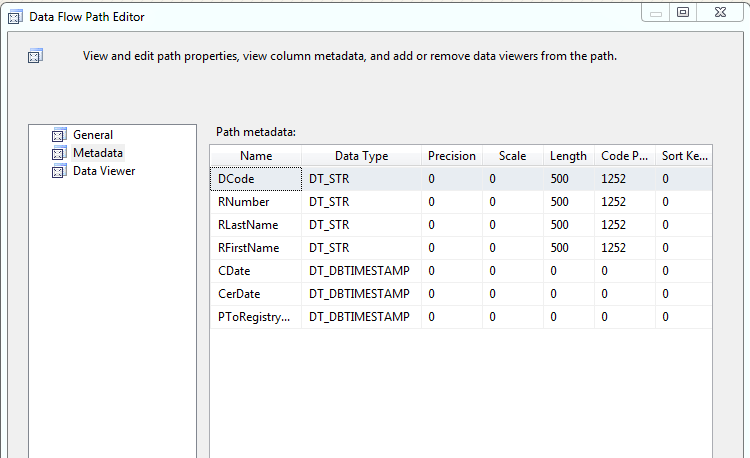 Data Flow Path Editor
View and edit path properties, view column metadata, and add or remove data viewers from the path.
General
Metadata
Data Viewer
Path metadata:
Name Data Type Precision Scale Length Code P... Sort Ke...
DCode DT_STR 0 0 500 1252 0
RNumber DT_STR 0 0 500 1252 0
RLastName DT_STR 0 0 500 1252 0
RFirstName DT_STR 0 0 500 1252 0
CDate DT_DBTIMESTAMP 0 0 0 0 0
CerDate DT_DBTIMESTAMP 0 0 0 0 0
PToRegistry... DT_DBTIMESTAMP 0 0 0 0 0